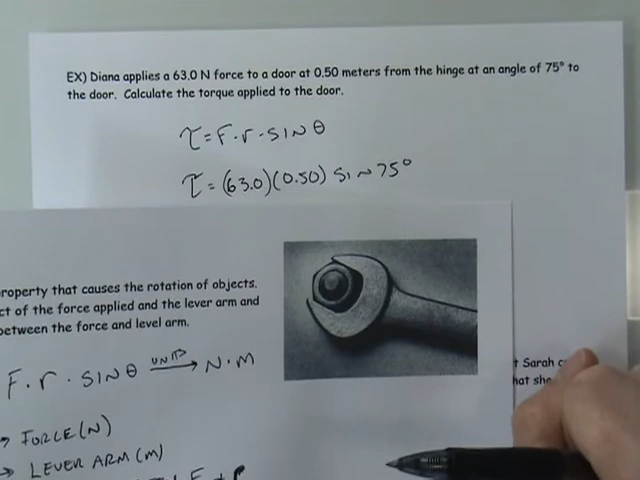 EX) Diana applies a 63.0 N force to a door at 0.50 meters from the hinge at an angle of 75° to
the door. Calculate the torque applied to the door.
τ = F·r·SIN θ
τ = (63.0)(0.50) SIN 75°
roperty that causes the rotation of objects.
ct of the force applied and the lever arm and
between the force and level arm.
F·r·SIN θ UNITS→ N·M
→ FORCE (N)
→ LEVER ARM (M)
t Sarah
hat she